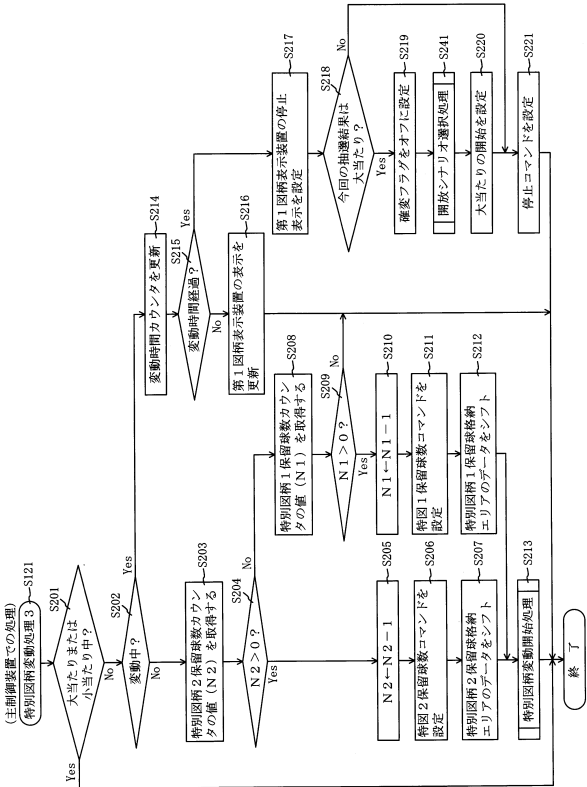 (主制御装置での処理)
特別図柄変動処理3
S121
大当たりまたは
小当たり中?
S201
Yes
No
変動中?
S202
Yes
No
特別図柄2保留球数カウン
タの値(N2)を取得する
S203
N2>0?
S204
No
Yes
N2←N2-1
S205
特図2保留球数コマンドを
設定
S206
特別図柄2保留球格納
エリアのデータをシフト
S207
特別図柄1保留球数カウン
タの値(N1)を取得する
S208
N1>0?
S209
No
Yes
N1←N1-1
S210
特図1保留球数コマンドを
設定
S211
特別図柄1保留球格納
エリアのデータをシフト
S212
特別図柄変動開始処理
S213
変動時間カウンタを更新
S214
変動時間経過?
S215
Yes
No
第1図柄表示装置の表示を
更新
S216
第1図柄表示装置の停止
表示を設定
S217
今回の抽選結果は
大当たり?
S218
No
Yes
確変フラグをオフに設定
S219
開放シナリオ選択処理
S241
大当たりの開始を設定
S220
停止コマンドを設定
S221
終了